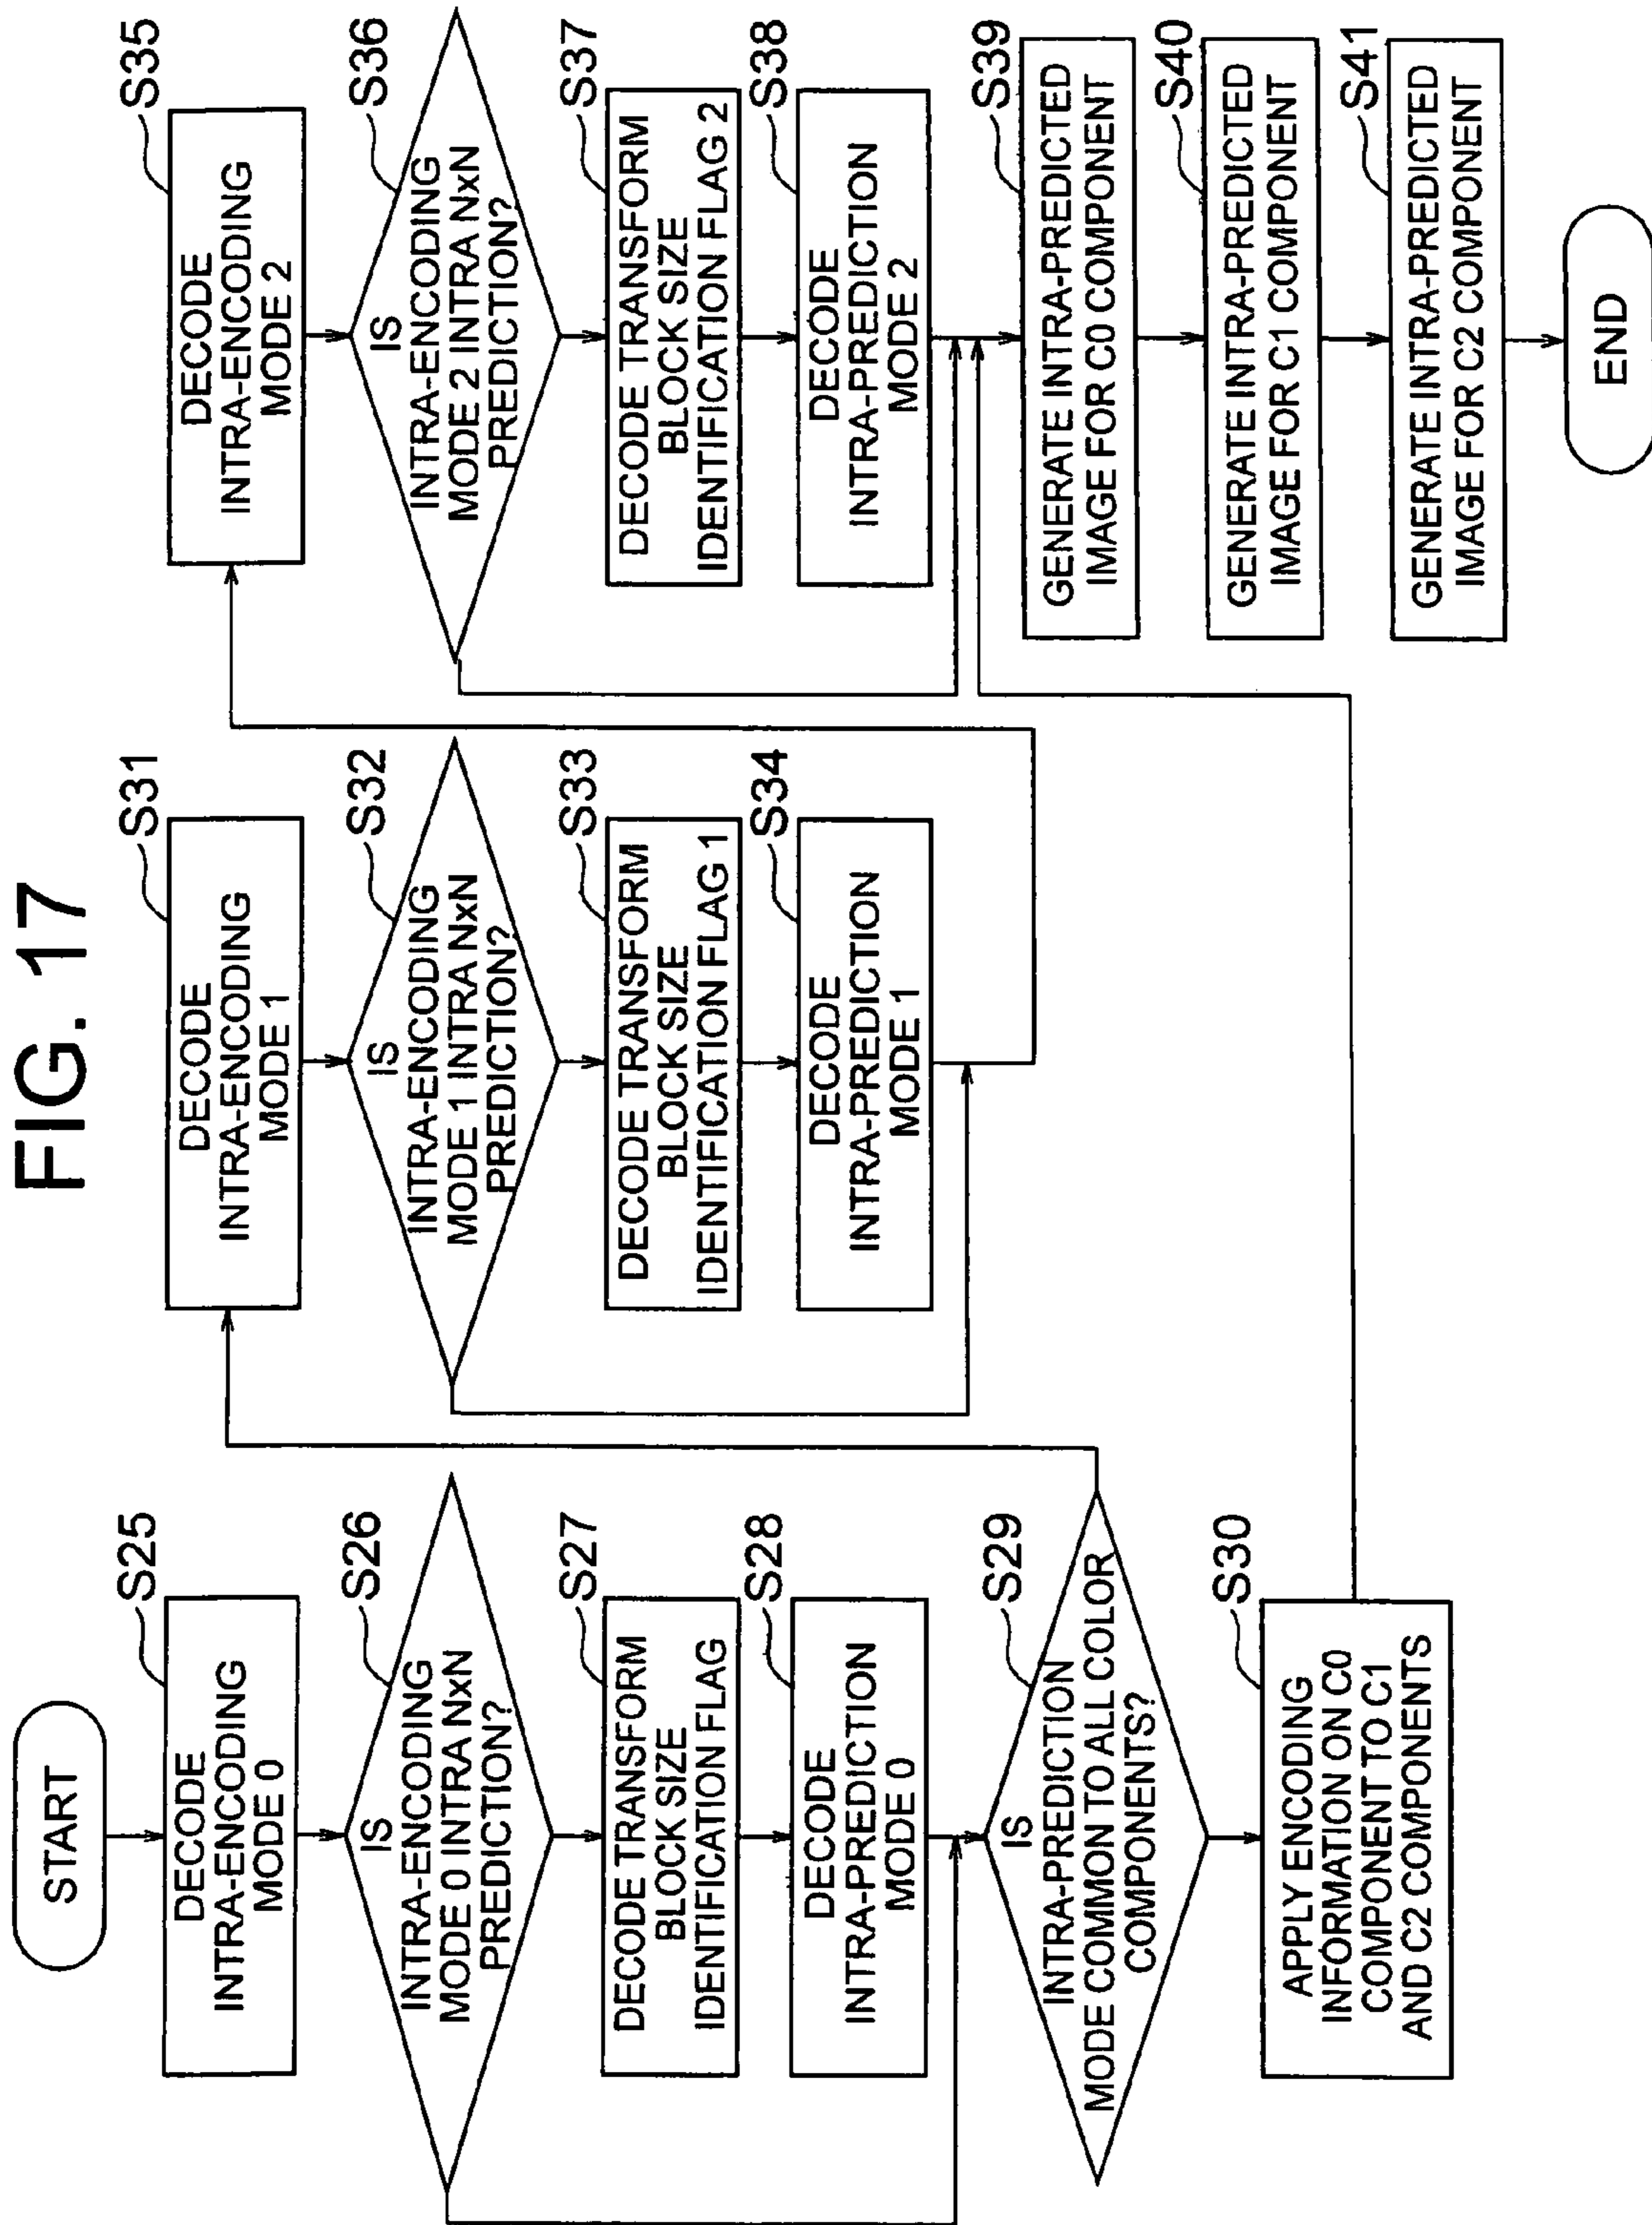 FIG. 17
START
S25
DECODE
INTRA-ENCODING
MODE 0
S26
IS
INTRA-ENCODING
MODE 0 INTRA NxN
PREDICTION?
S27
DECODE TRANSFORM
BLOCK SIZE
IDENTIFICATION FLAG
S28
DECODE
INTRA-PREDICTION
MODE 0
S29
IS
INTRA-PREDICTION
MODE COMMON TO ALL COLOR
COMPONENTS?
S30
APPLY ENCODING
INFORMATION ON C0
COMPONENT TO C1
AND C2 COMPONENTS
S31
DECODE
INTRA-ENCODING
MODE 1
S32
IS
INTRA-ENCODING
MODE 1 INTRA NxN
PREDICTION?
S33
DECODE TRANSFORM
BLOCK SIZE
IDENTIFICATION FLAG 1
S34
DECODE
INTRA-PREDICTION
MODE 1
S35
DECODE
INTRA-ENCODING
MODE 2
S36
IS
INTRA-ENCODING
MODE 2 INTRA NxN
PREDICTION?
S37
DECODE TRANSFORM
BLOCK SIZE
IDENTIFICATION FLAG 2
S38
DECODE
INTRA-PREDICTION
MODE 2
S39
GENERATE INTRA-PREDICTED
IMAGE FOR C0 COMPONENT
S40
GENERATE INTRA-PREDICTED
IMAGE FOR C1 COMPONENT
S41
GENERATE INTRA-PREDICTED
IMAGE FOR C2 COMPONENT
END